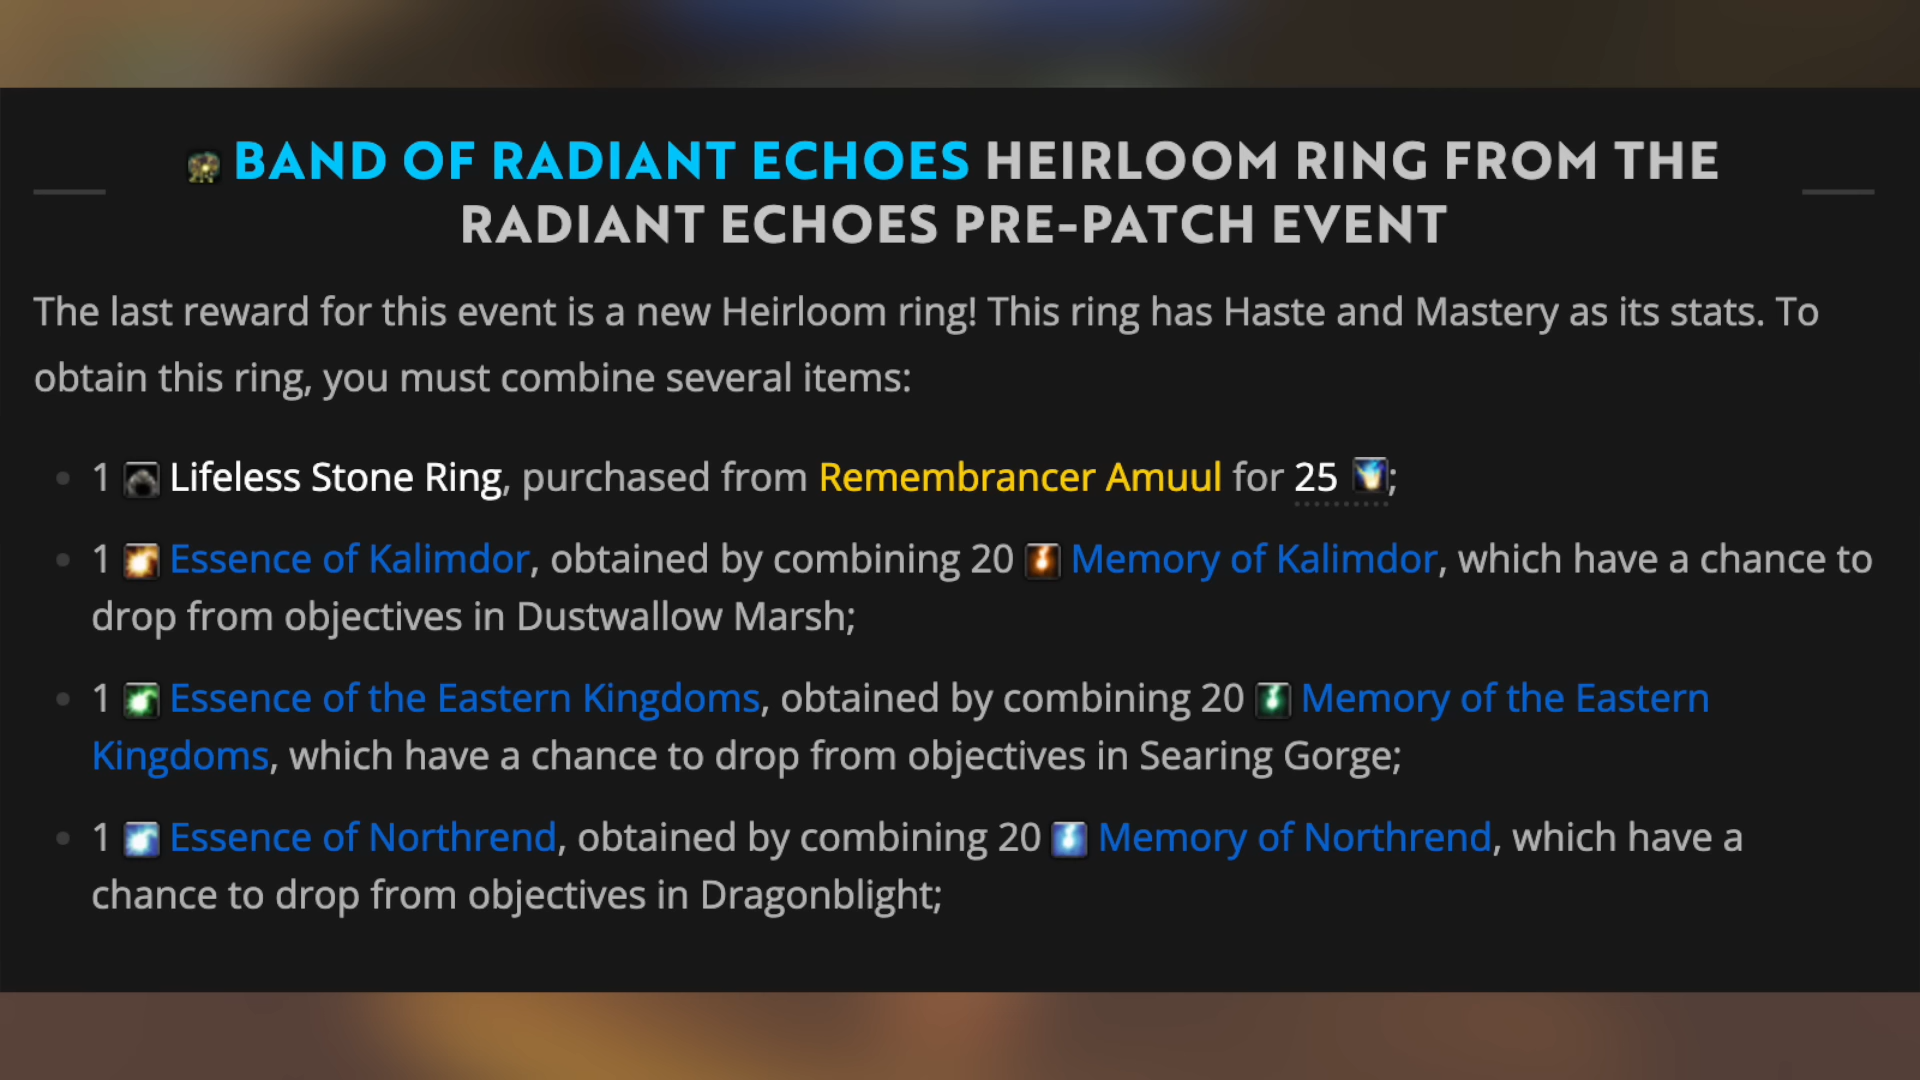 BAND OF RADIANT ECHOES HEIRLOOM RING FROM THE
RADIANT ECHOES PRE-PATCH EVENT
The last reward for this event is a new Heirloom ring! This ring has Haste and Mastery as its stats. To
obtain this ring, you must combine several items:
1 Lifeless Stone Ring, purchased from Remembrancer Amuul for 25 ;
1 Essence of Kalimdor, obtained by combining 20 Memory of Kalimdor, which have a chance to
drop from objectives in Dustwallow Marsh;
1 Essence of the Eastern Kingdoms, obtained by combining 20 Memory of the Eastern
Kingdoms, which have a chance to drop from objectives in Searing Gorge;
1 Essence of Northrend, obtained by combining 20 Memory of Northrend, which have a
chance to drop from objectives in Dragonblight;